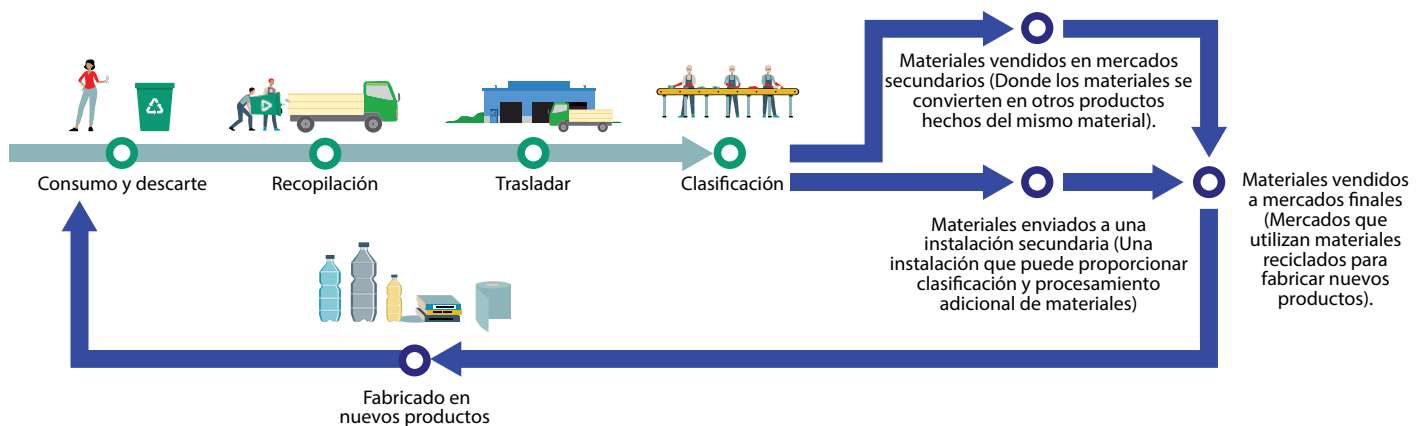 Consumo y descarte
Recopilación
Trasladar
Clasificación
Materiales vendidos en mercados
secundarios (Donde los materiales se
convierten en otros productos
hechos del mismo material).
Materiales enviados a una
instalación secundaria (Una
instalación que puede proporcionar
clasificación y procesamiento
adicional de materiales)
Materiales vendidos
a mercados finales
(Mercados que
utilizan materiales
reciclados para
fabricar nuevos
productos).
Fabricado en
nuevos productos